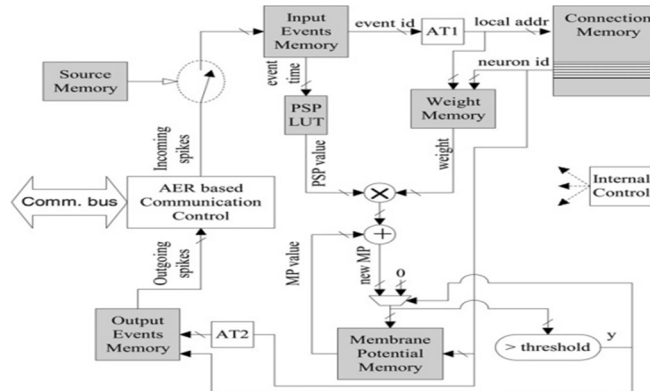 Input
Events
Memory
event id
AT1
local addr
Connection
Memory
neuron id
Source
Memory
event
time
PSP
LUT
Weight
Memory
Incoming
spikes
PSP value
weight
×
Internal
Control
Comm. bus
AER based
Communication
Control
+
Outgoing
spikes
MP value
new MP
0
Output
Events
Memory
AT2
Membrane
Potential
Memory
> threshold
y